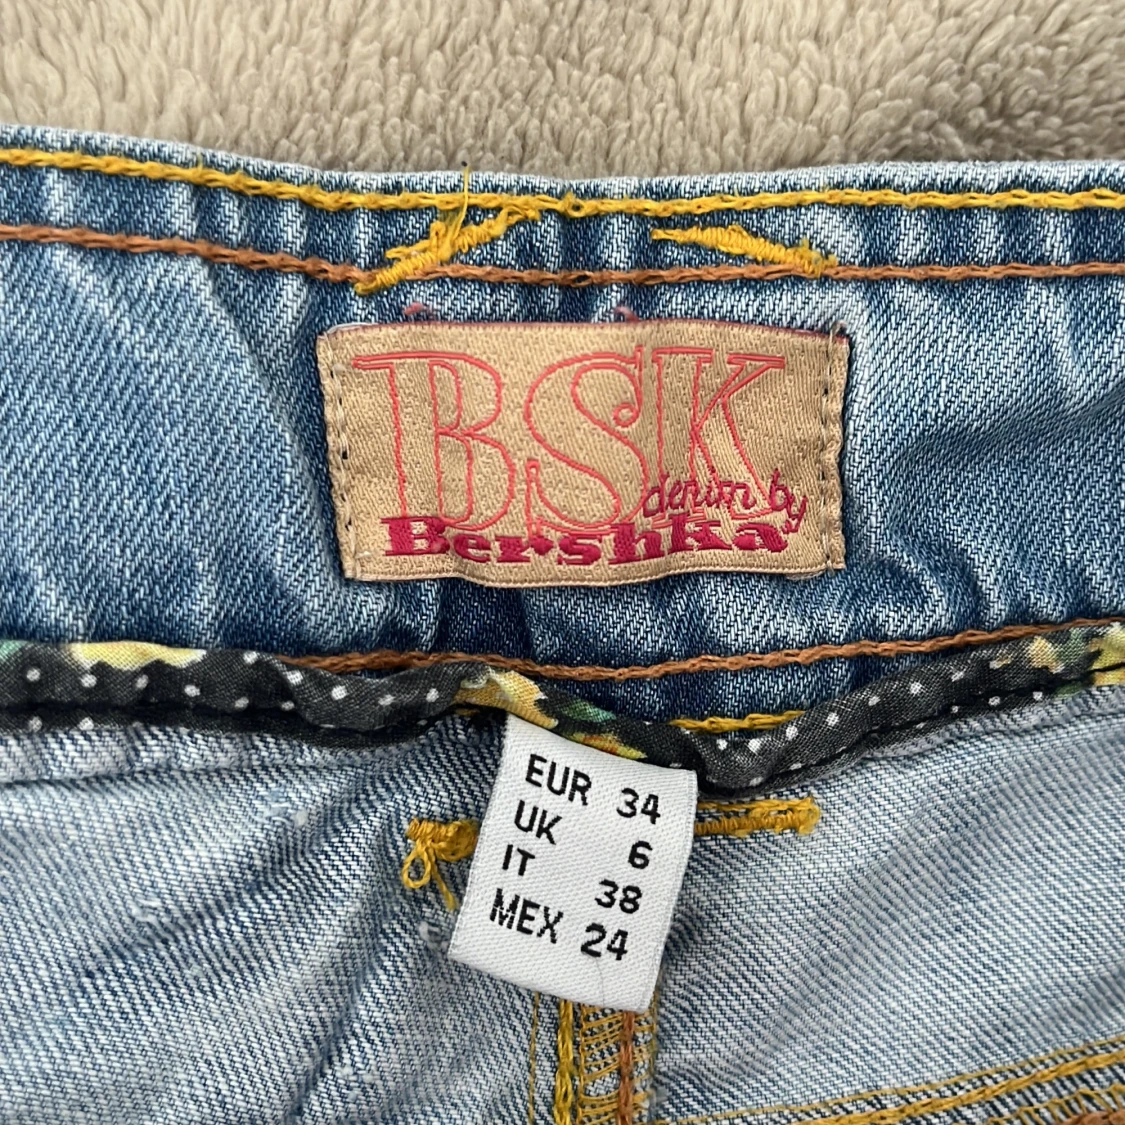 BSK
denim by
Bershka
EUR 34
UK 6
IT 38
MEX 24